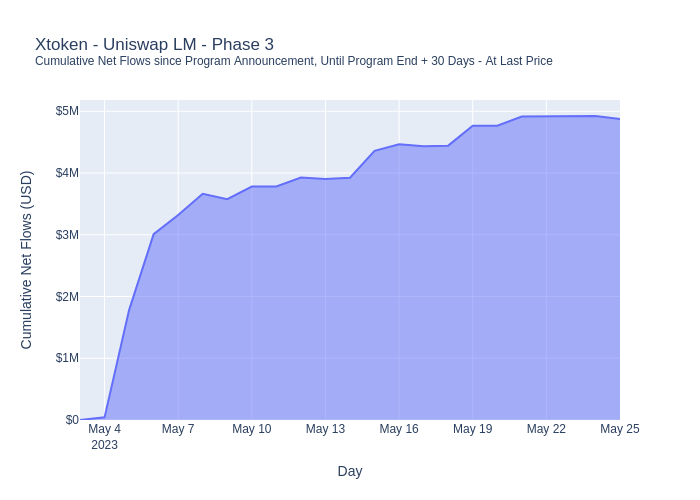 Xtoken - Uniswap LM - Phase 3
Cumulative Net Flows since Program Announcement, Until Program End + 30 Days - At Last Price
Cumulative Net Flows (USD)
$5M
$4M
$3M
$2M
$1M
$0
May 4
2023
May 7
May 10
May 13
May 16
May 19
May 22
May 25
Day